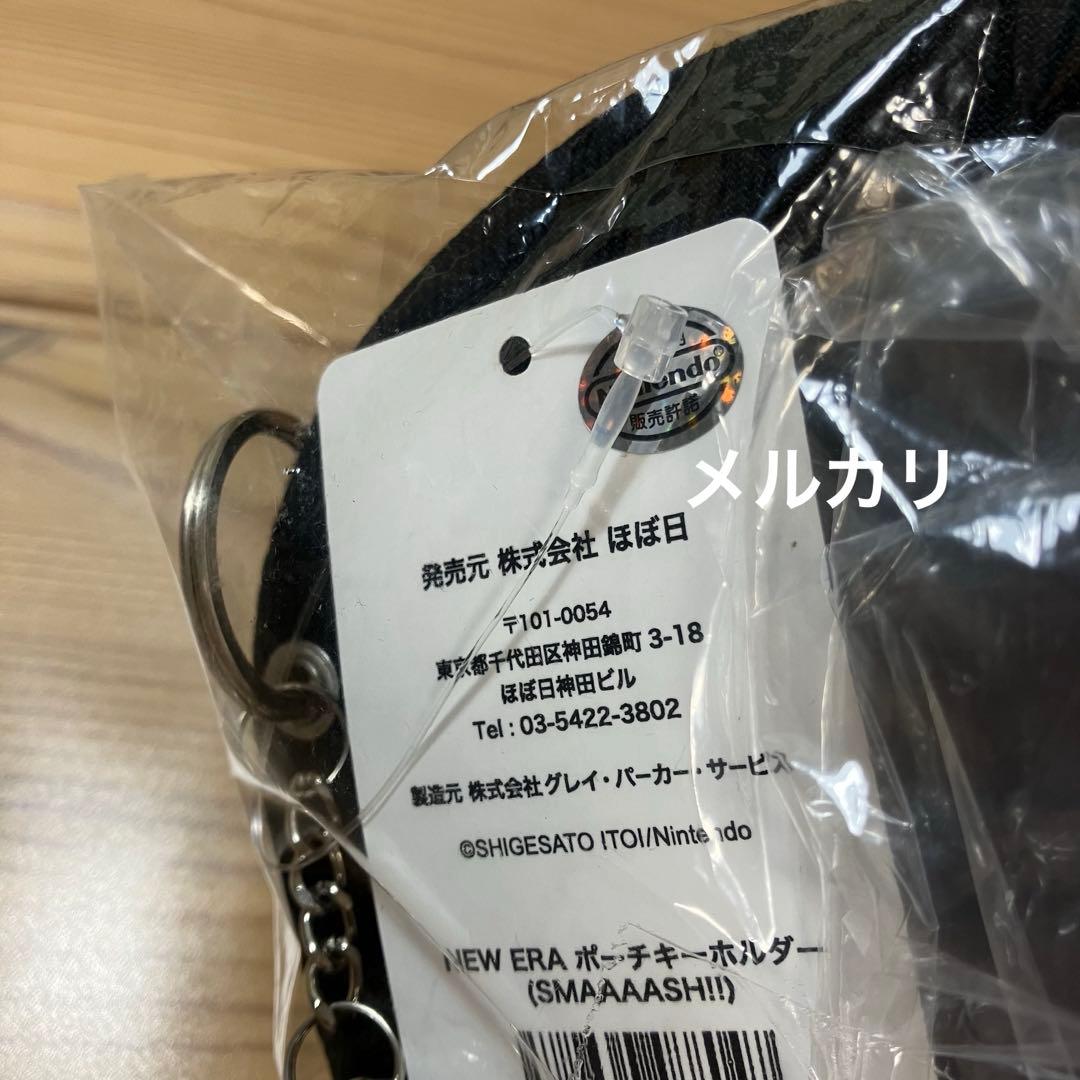 Nintendo
販売許諾
メルカリ
発売元 株式会社 ほぼ日
〒101-0054
東京都千代田区神田錦町 3-18
ほぼ日神田ビル
Tel : 03-5422-3802
製造元 株式会社グレイ・パーカー・サービス
©SHIGESATO ITOI/Nintendo
NEW ERA ポーチキーホルダー
(SMAAAASH!!)